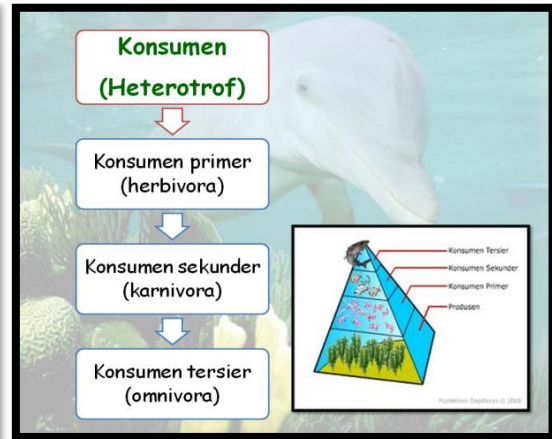 Konsumen
(Heterotrof)
Konsumen primer
(herbivora)
Konsumen sekunder
(karnivora)
Konsumen tersier
(omnivora)
Konsumen Tersier
Konsumen Sekunder
Konsumen Primer
Produsen